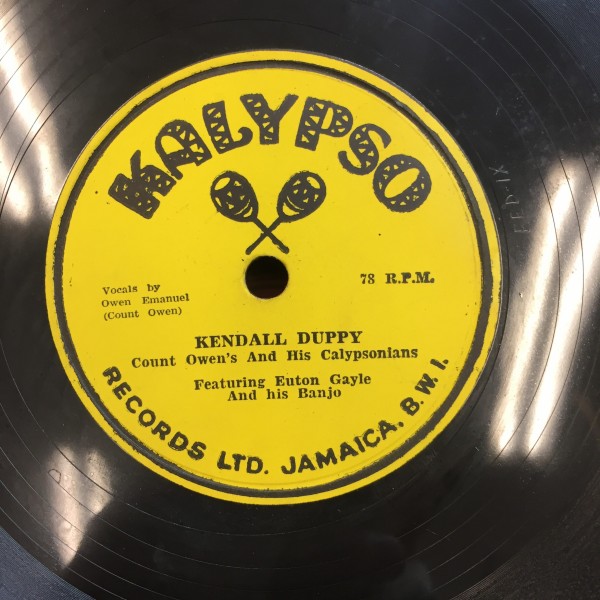 KALYPSO
Vocals by
Owen Emanuel
(Count Owen)
78 R.P.M.
KENDALL DUPPY
Count Owen's And His Calypsonians
Featuring Euton Gayle
And his Banjo
RECORDS LTD. JAMAICA, B.W.I.